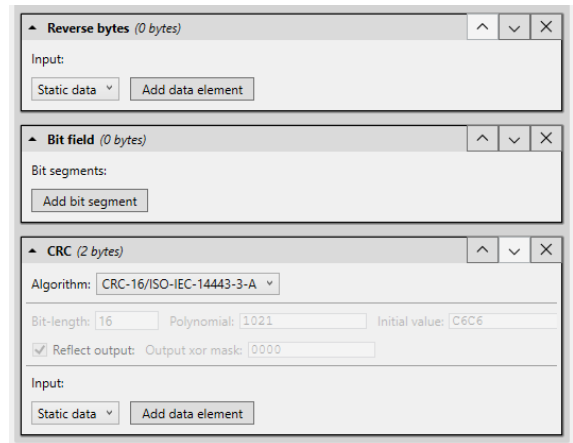 Reverse bytes (0 bytes)
Input:
Static data Add data element
Bit field (0 bytes)
Bit segments:
Add bit segment
CRC (2 bytes)
Algorithm: CRC-16/ISO-IEC-14443-3-A
Bit-length: 16 Polynomial: 1021 Initial value: C6C6
Reflect output: Output xor mask: 0000
Input:
Static data Add data element